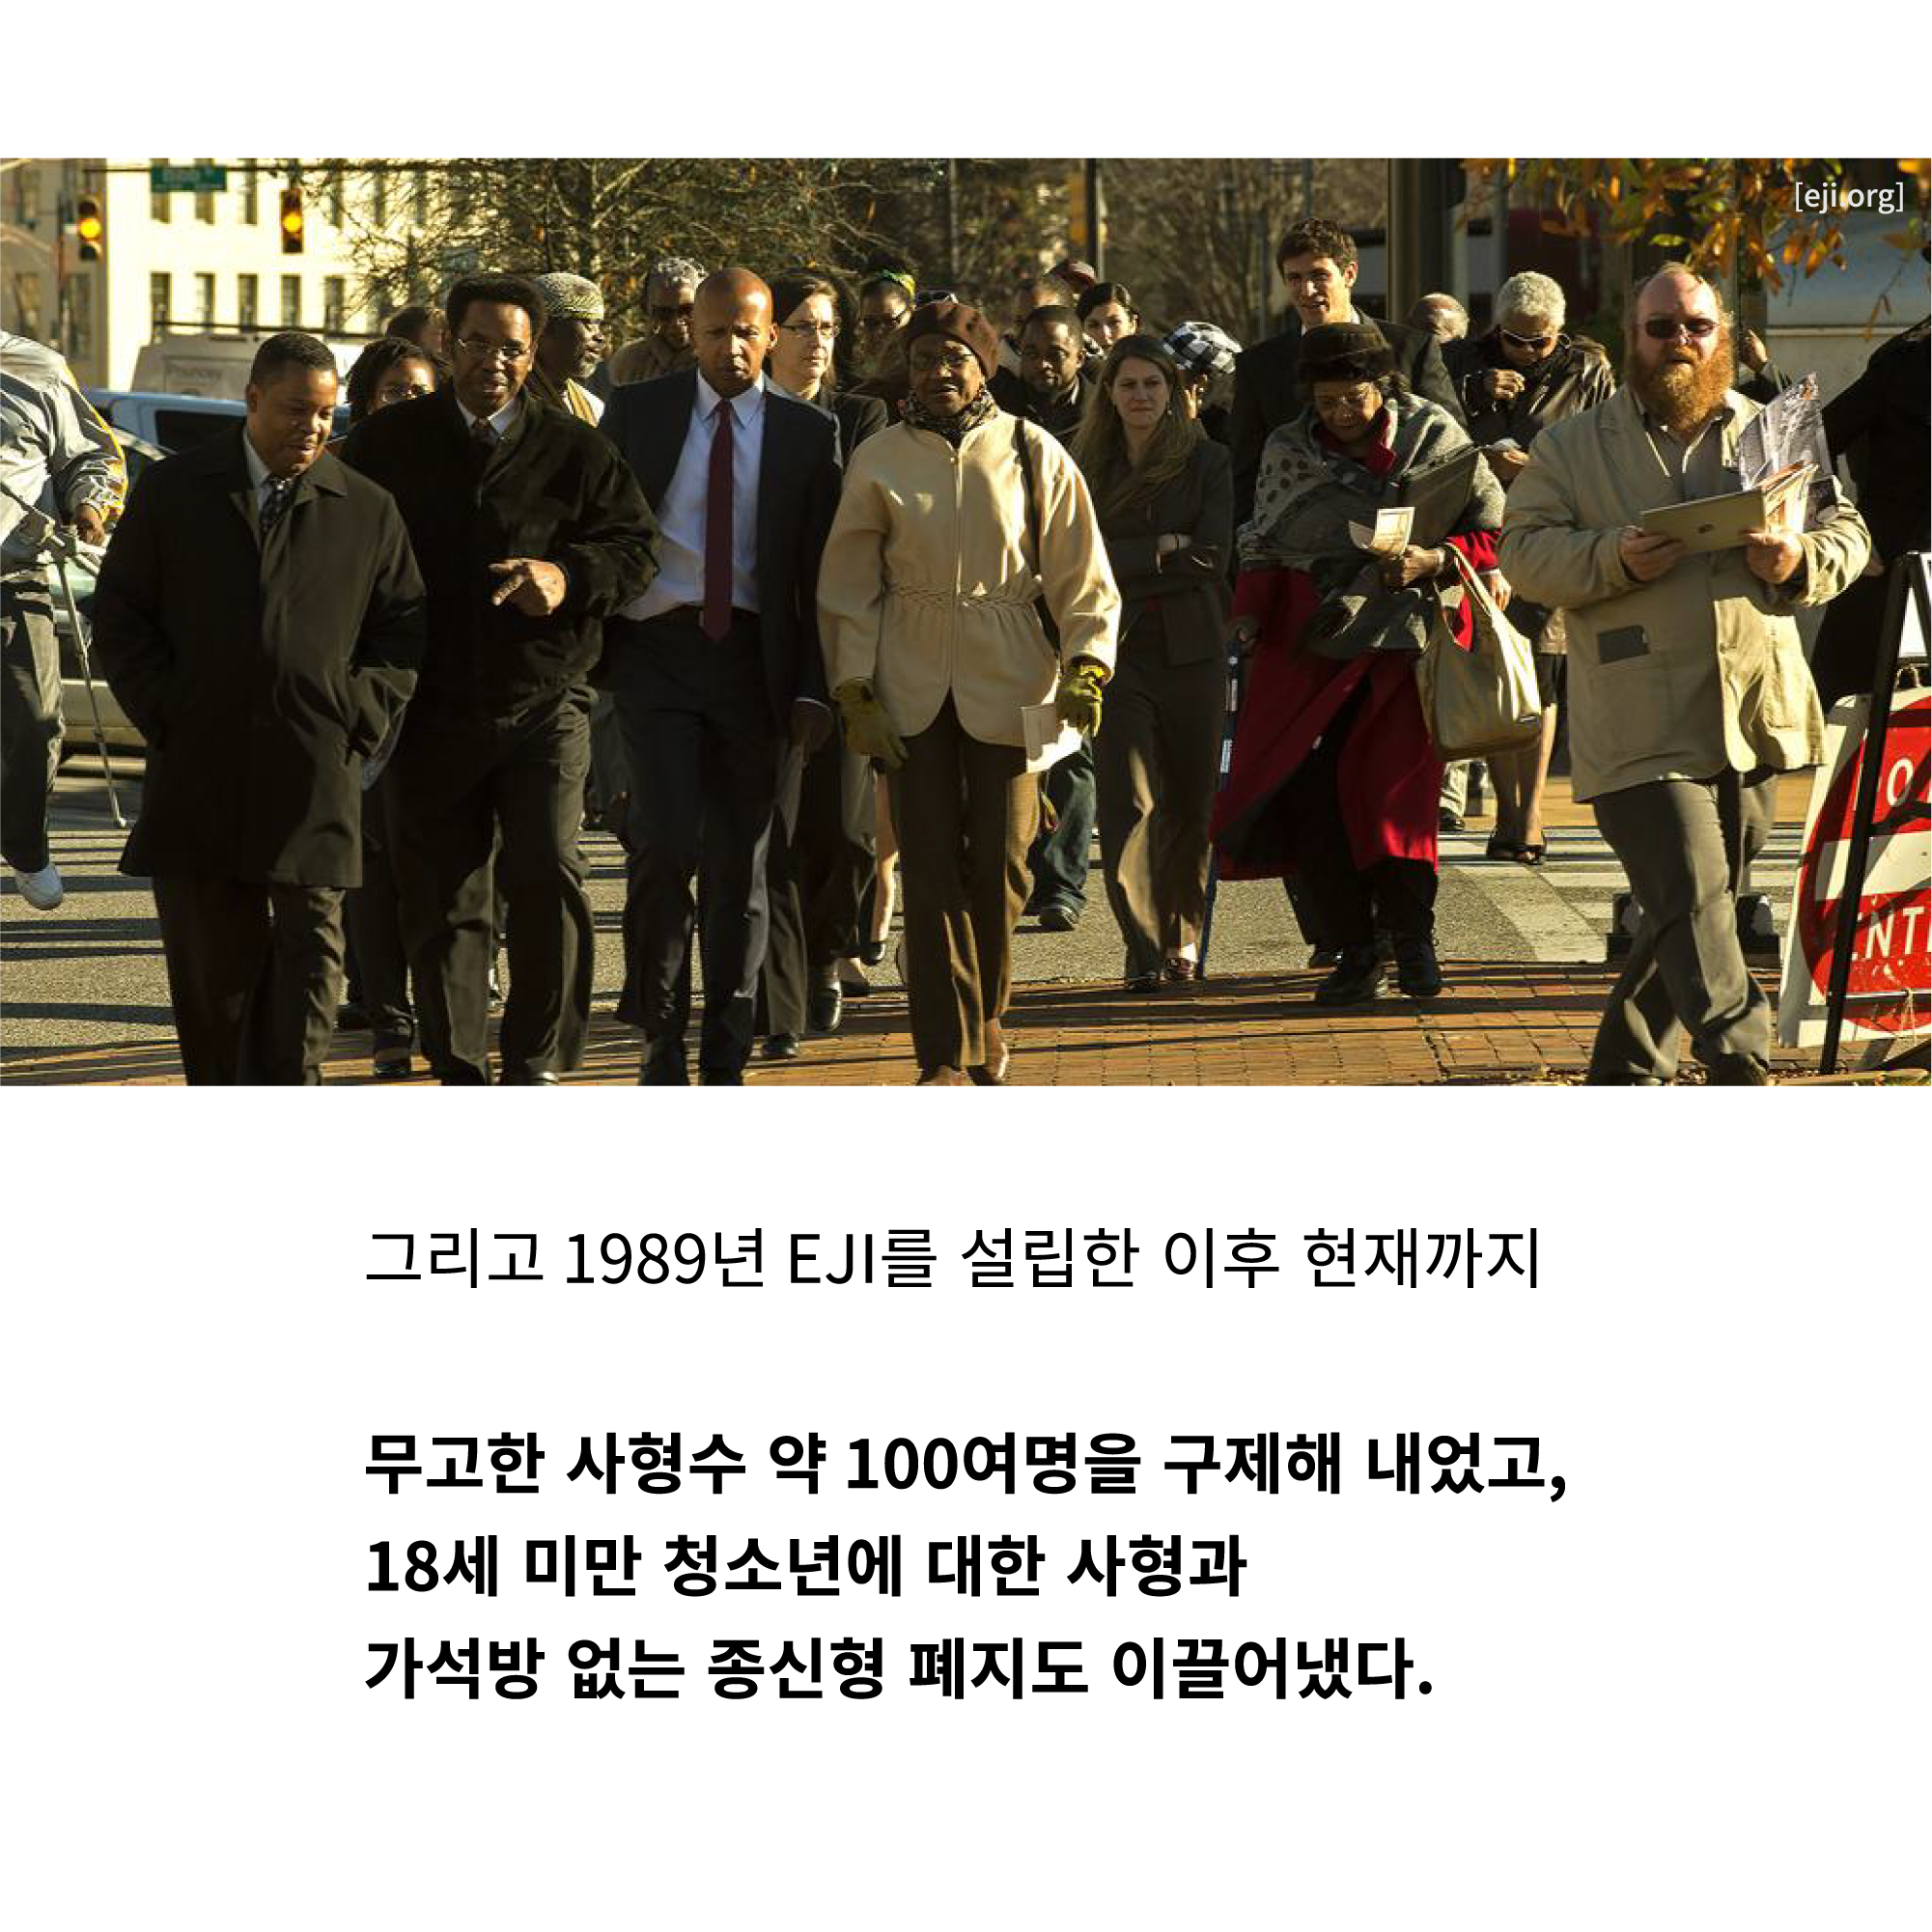 [eji.org]
그리고 1989년 EJI를 설립한 이후 현재까지
무고한 사형수 약 100여명을 구제해 내었고,
18세 미만 청소년에 대한 사형과
가석방 없는 종신형 폐지도 이끌어냈다.